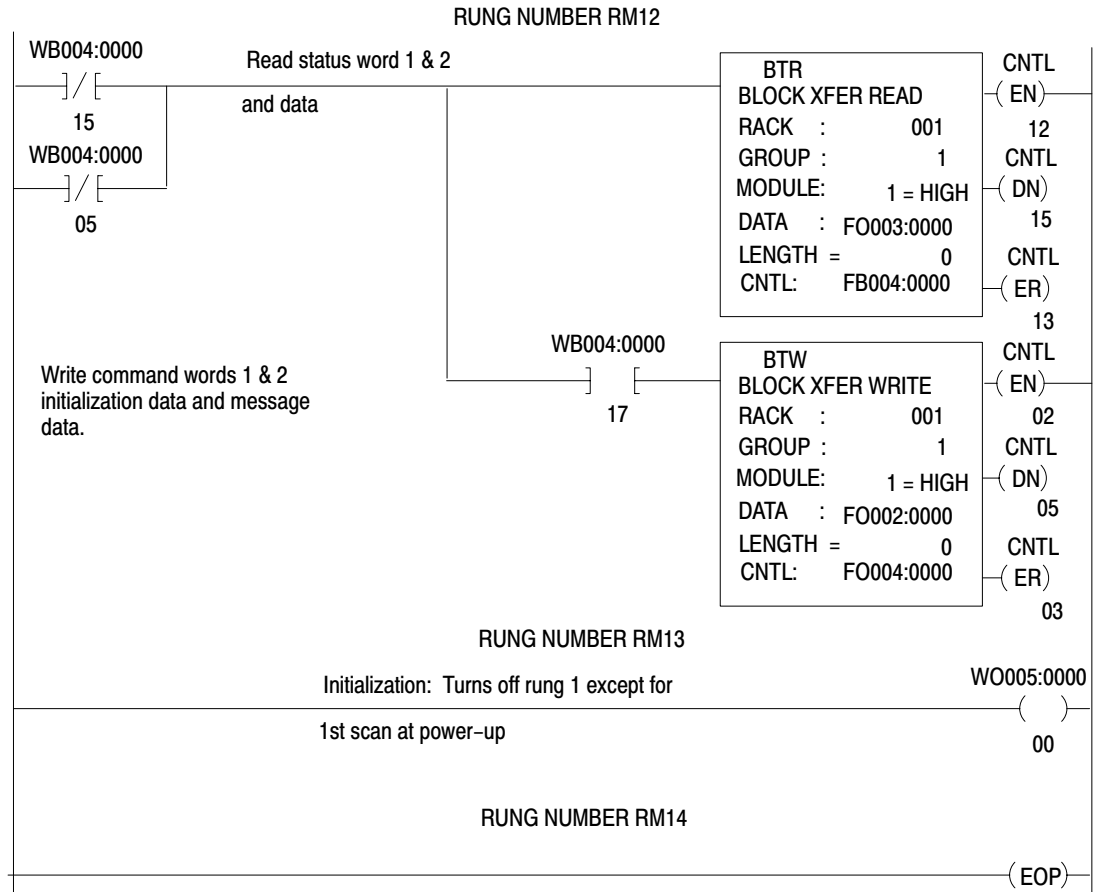 RUNG NUMBER RM12
WB004:0000
15
WB004:0000
05
Read status word 1 & 2
and data
BTR
BLOCK XFER READ
RACK : 001
GROUP : 1
MODULE: 1 = HIGH
DATA : FO003:0000
LENGTH = 0
CNTL: FB004:0000
CNTL
EN
12
CNTL
DN
15
CNTL
ER
13
Write command words 1 & 2
initialization data and message
data.
WB004:0000
17
BTW
BLOCK XFER WRITE
RACK : 001
GROUP : 1
MODULE: 1 = HIGH
DATA : FO002:0000
LENGTH = 0
CNTL: FO004:0000
CNTL
EN
02
CNTL
DN
05
CNTL
ER
03
RUNG NUMBER RM13
Initialization: Turns off rung 1 except for
1st scan at power-up
WO005:0000
00
RUNG NUMBER RM14
EOP